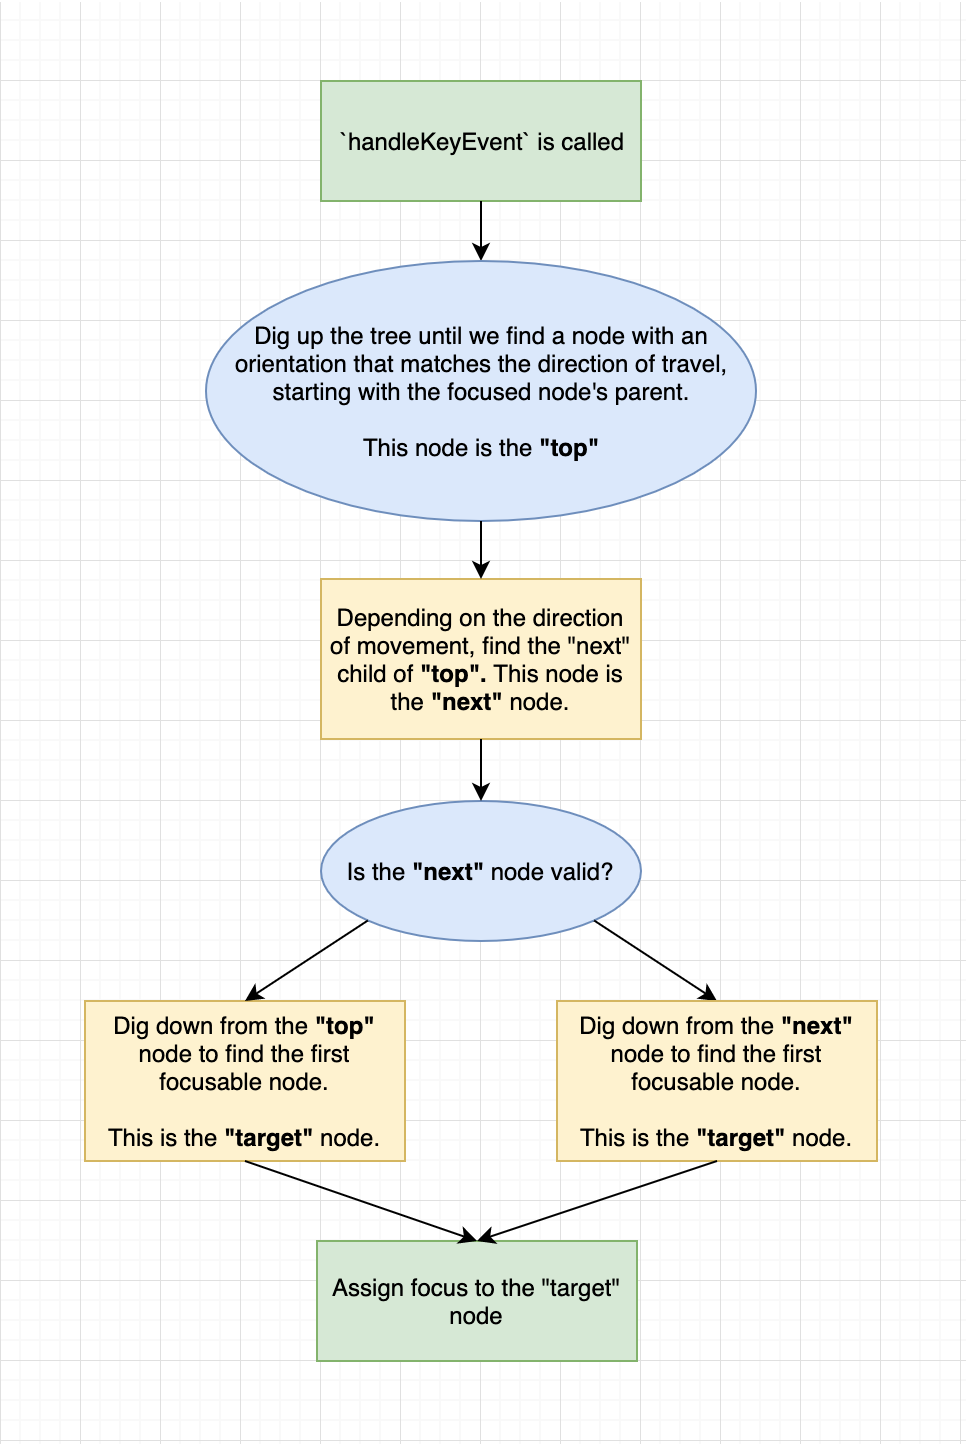 `handleKeyEvent` is called
Dig up the tree until we find a node with an
orientation that matches the direction of travel,
starting with the focused node's parent.
This node is the "top"
Depending on the direction
of movement, find the "next"
child of "top". This node is
the "next" node.
Is the "next" node valid?
Dig down from the "top"
node to find the first
focusable node.
This is the "target" node.
Dig down from the "next"
node to find the first
focusable node.
This is the "target" node.
Assign focus to the "target"
node